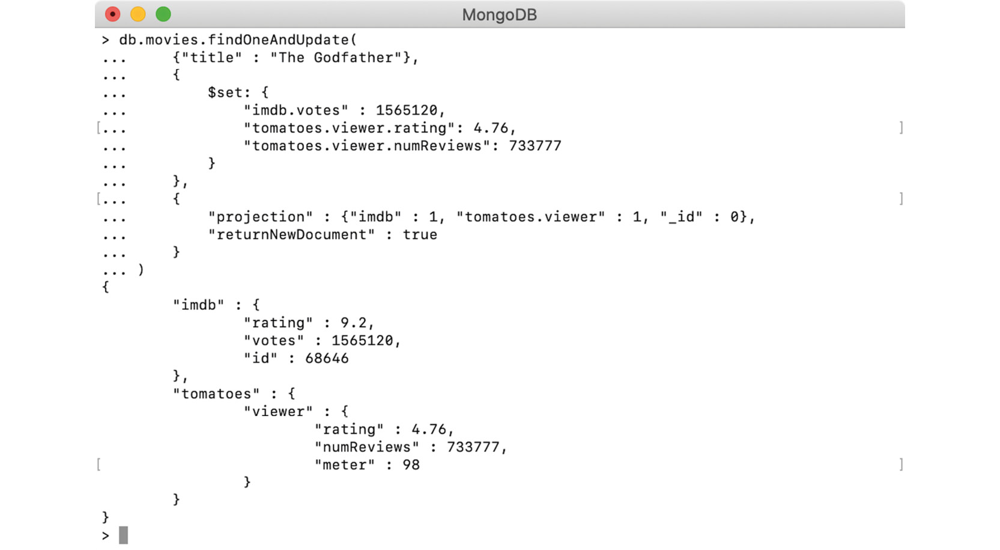 MongoDB
> db.movies.findOneAndUpdate(
...     {"title" : "The Godfather"},
...     {
...         $set: {
...             "imdb.votes" : 1565120,
[...             "tomatoes.viewer.rating": 4.76, ]
...             "tomatoes.viewer.numReviews": 733777
...         }
...     },
[...     { ]
...         "projection" : {"imdb" : 1, "tomatoes.viewer" : 1, "_id" : 0},
...         "returnNewDocument" : true
...     }
... )
{
        "imdb" : {
                "rating" : 9.2,
                "votes" : 1565120,
                "id" : 68646
        },
        "tomatoes" : {
                "viewer" : {
                        "rating" : 4.76,
                        "numReviews" : 733777,
[                        "meter" : 98 ]
                }
        }
}
>